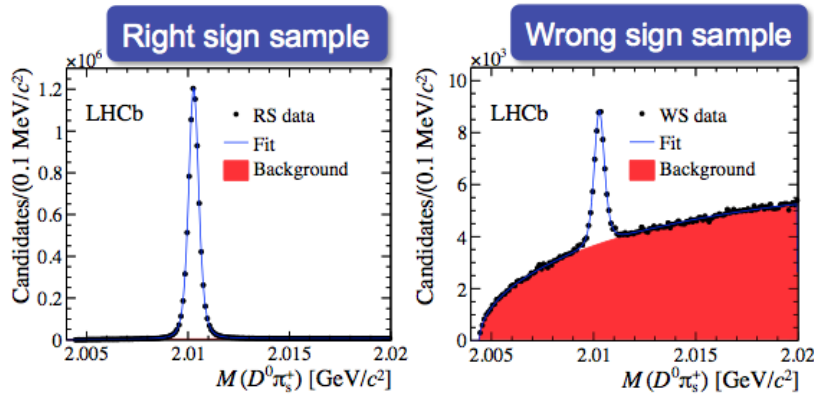 Right sign sample
×10⁶
Candidates/(0.1 MeV/c²)
1.2
1
0.8
0.6
0.4
0.2
0
LHCb
RS data
Fit
Background
2.005
2.01
2.015
2.02
M(D⁰π⁺ₛ) [GeV/c²]
Wrong sign sample
×10³
Candidates/(0.1 MeV/c²)
10
8
6
4
2
0
LHCb
WS data
Fit
Background
2.005
2.01
2.015
2.02
M(D⁰π⁺ₛ) [GeV/c²]